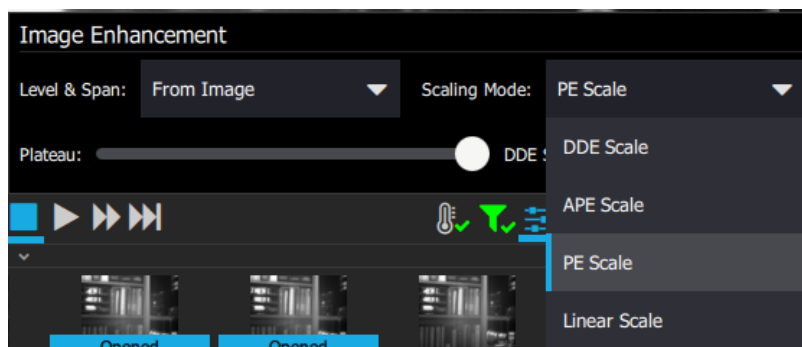 Image Enhancement
Level & Span: From Image Scaling Mode: PE Scale
DDE Scale
Plateau: DDE
APE Scale
PE Scale
Linear Scale
Opened Opened